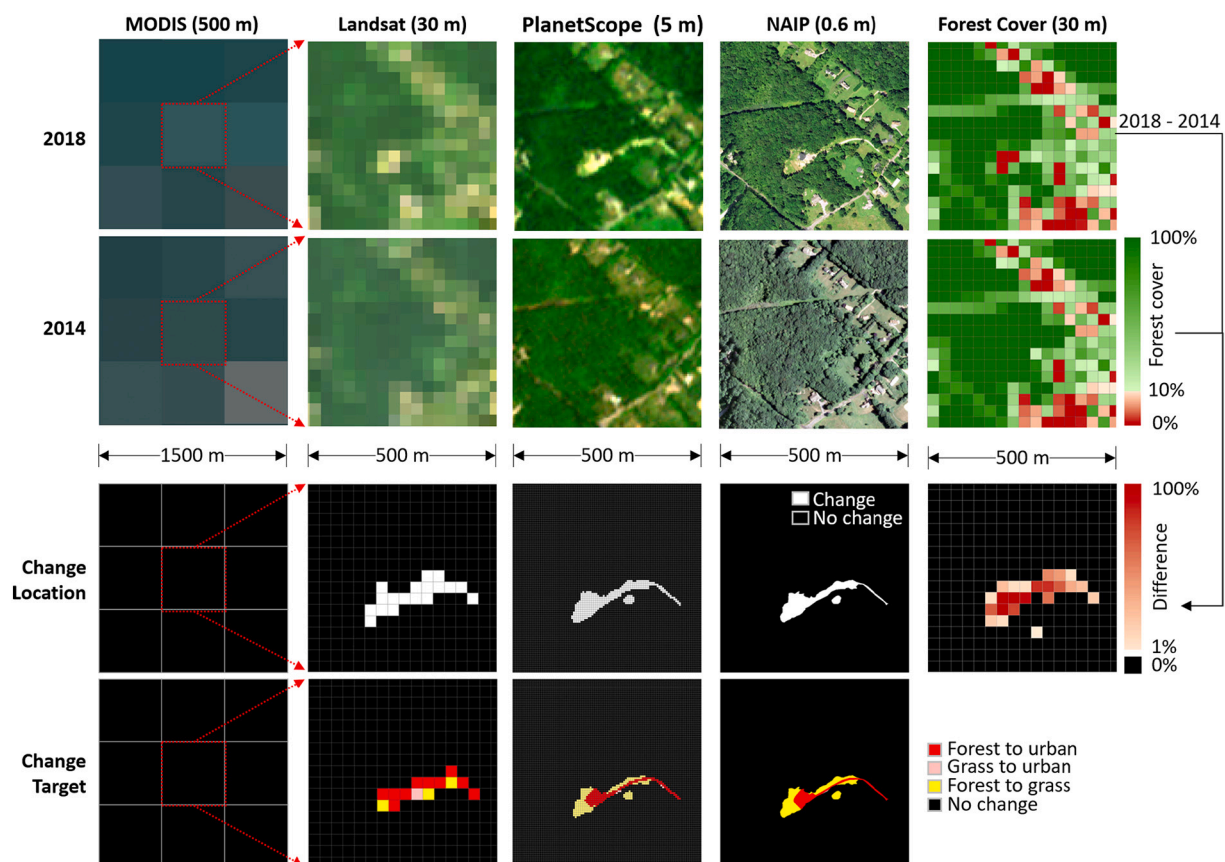 MODIS (500 m)
Landsat (30 m)
PlanetScope (5 m)
NAIP (0.6 m)
Forest Cover (30 m)
2018
2018 - 2014
2014
100%
Forest cover
10%
0%
1500 m
500 m
500 m
500 m
500 m
Change
Location
Change
No change
100%
Difference
1%
0%
Change
Target
Forest to urban
Grass to urban
Forest to grass
No change